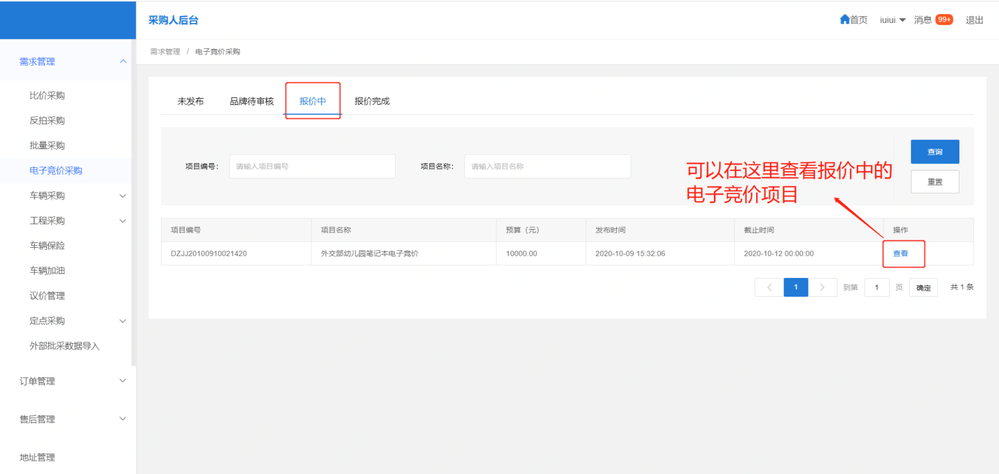 采购人后台
首页 iuiui 消息 99+ 退出
需求管理 / 电子竞价采购
需求管理
比价采购
反拍采购
批量采购
电子竞价采购
车辆采购
工程采购
车辆保险
车辆加油
议价管理
定点采购
外部批采数据导入
订单管理
售后管理
地址管理
未发布 品牌待审核 报价中 报价完成
项目编号: 请输入项目编号 项目名称: 请输入项目名称 查询
重置
可以在这里查看报价中的
电子竞价项目
项目编号 项目名称 预算（元） 发布时间 截止时间 操作
DZJJ20100910021420 外交部幼儿园笔记本电子竞价 10000.00 2020-10-09 15:32:06 2020-10-12 00:00:00 查看
1 到第 1 页 确定 共 1 条